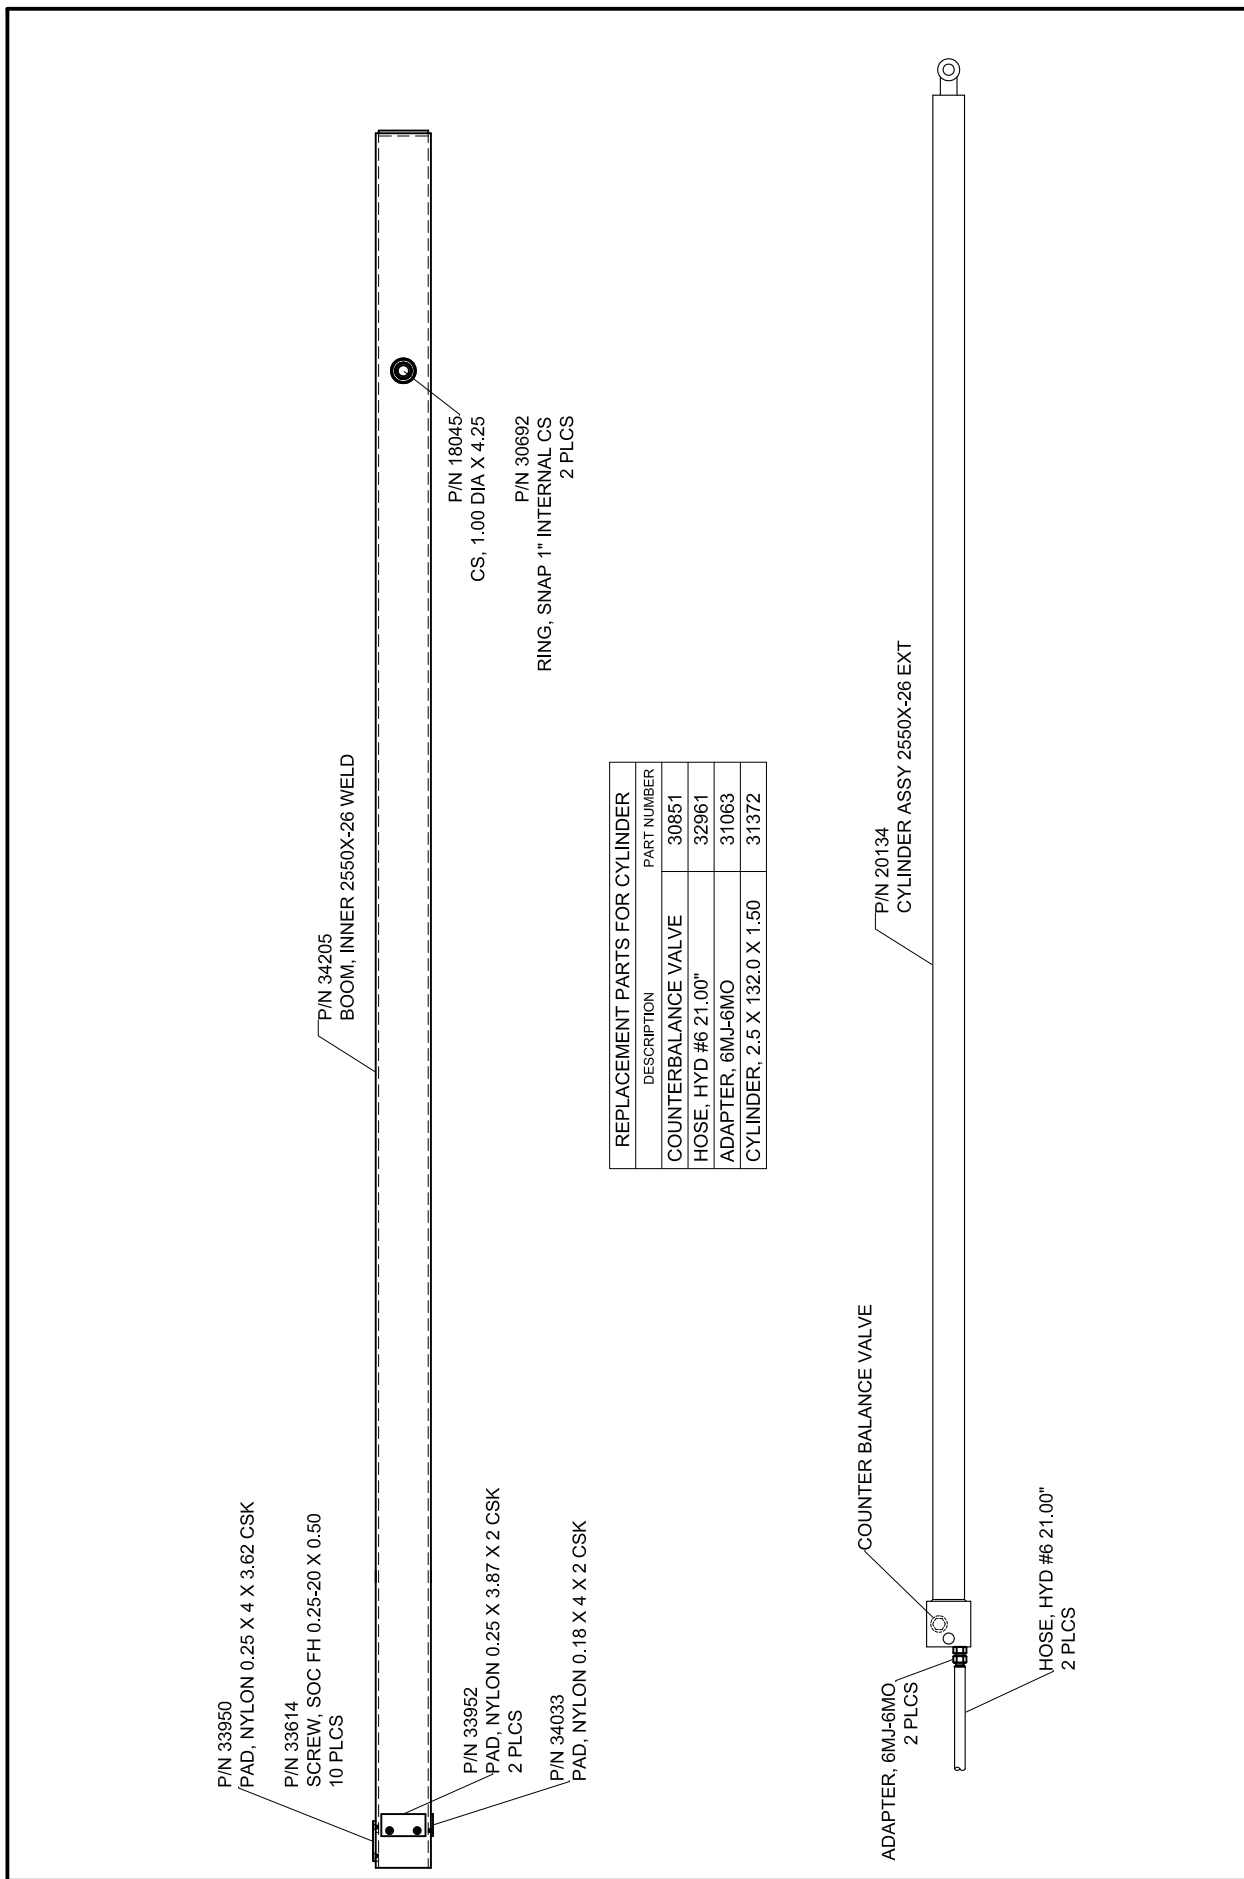 P/N 33950
PAD, NYLON 0.25 X 4 X 3.62 CSK
P/N 33614
SCREW, SOC FH 0.25-20 X 0.50
10 PLCS
P/N 34205
BOOM, INNER 2550X-26 WELD
P/N 33952
PAD, NYLON 0.25 X 3.87 X 2 CSK
2 PLCS
P/N 34033
PAD, NYLON 0.18 X 4 X 2 CSK
P/N 18045
CS, 1.00 DIA X 4.25
P/N 30692
RING, SNAP 1" INTERNAL CS
2 PLCS
REPLACEMENT PARTS FOR CYLINDER
DESCRIPTION PART NUMBER
COUNTERBALANCE VALVE 30851
HOSE, HYD #6 21.00" 32961
ADAPTER, 6MJ-6MO 31063
CYLINDER, 2.5 X 132.0 X 1.50 31372
ADAPTER, 6MJ-6MO
2 PLCS
COUNTER BALANCE VALVE
P/N 20134
CYLINDER ASSY 2550X-26 EXT
HOSE, HYD #6 21.00"
2 PLCS